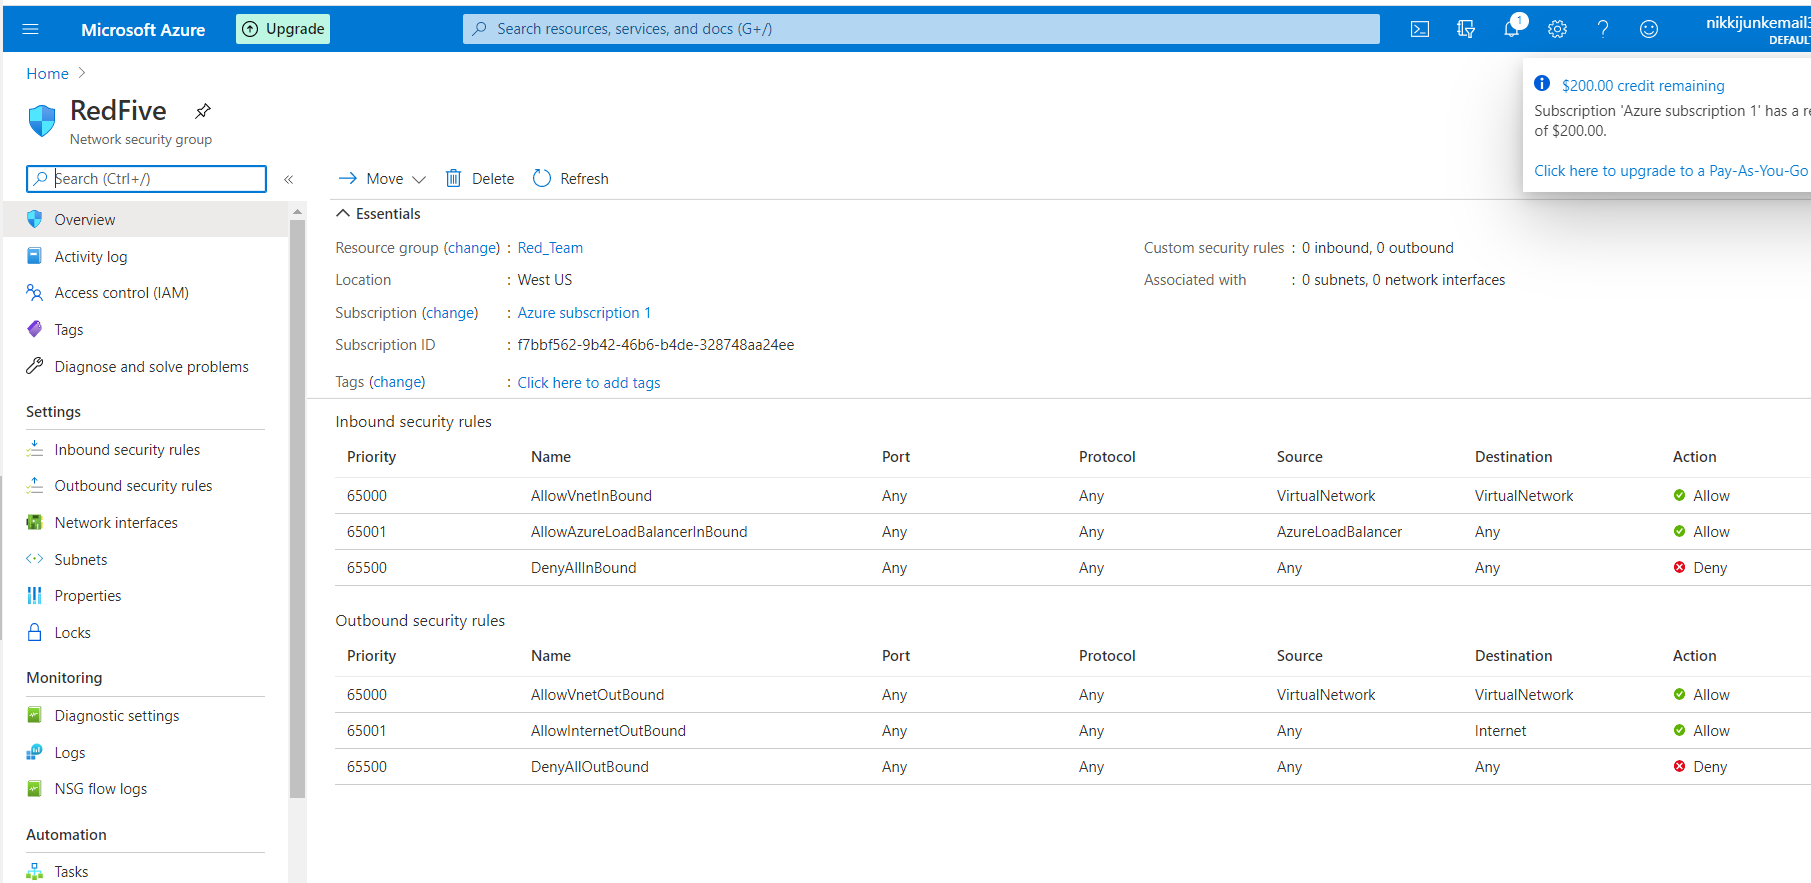 Microsoft Azure
Upgrade
Search resources, services, and docs (G+/)
1
nikkijunkemail3
DEFAULT
Home
$200.00 credit remaining
Subscription 'Azure subscription 1' has a re
of $200.00.
Click here to upgrade to a Pay-As-You-Go
RedFive
Network security group
Search (Ctrl+/)
«
Move
Delete
Refresh
Overview
Activity log
Access control (IAM)
Tags
Diagnose and solve problems
Settings
Inbound security rules
Outbound security rules
Network interfaces
Subnets
Properties
Locks
Monitoring
Diagnostic settings
Logs
NSG flow logs
Automation
Tasks
Essentials
Resource group (change) : Red_Team
Location : West US
Subscription (change) : Azure subscription 1
Subscription ID : f7bbf562-9b42-46b6-b4de-328748aa24ee
Tags (change) : Click here to add tags
Custom security rules : 0 inbound, 0 outbound
Associated with : 0 subnets, 0 network interfaces
Inbound security rules
Priority Name Port Protocol Source Destination Action
65000 AllowVnetInBound Any Any VirtualNetwork VirtualNetwork Allow
65001 AllowAzureLoadBalancerInBound Any Any AzureLoadBalancer Any Allow
65500 DenyAllInBound Any Any Any Any Deny
Outbound security rules
Priority Name Port Protocol Source Destination Action
65000 AllowVnetOutBound Any Any VirtualNetwork VirtualNetwork Allow
65001 AllowInternetOutBound Any Any Any Internet Allow
65500 DenyAllOutBound Any Any Any Any Deny